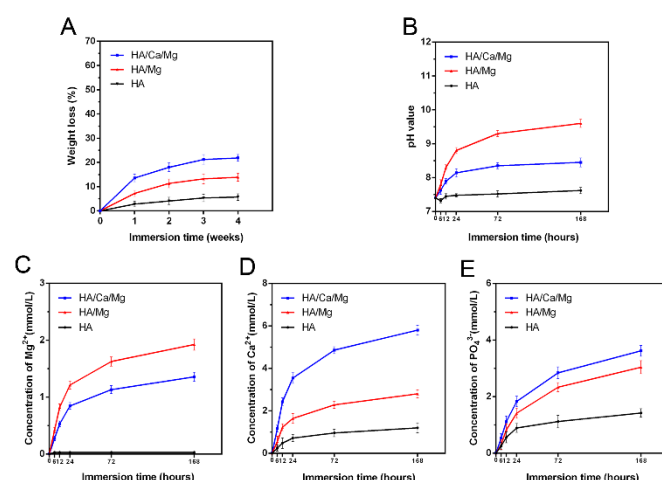 A
HA/Ca/Mg
HA/Mg
HA
Weight loss (%)
70
60
50
40
30
20
10
0
0 1 2 3 4
Immersion time (weeks)
B
HA/Ca/Mg
HA/Mg
HA
pH value
12
11
10
9
8
7
0 6 12 24 72 168
Immersion time (hours)
C
HA/Ca/Mg
HA/Mg
HA
Concentration of Mg²⁺(mmol/L)
3
2
1
0
0 6 12 24 72 168
Immersion time (hours)
D
HA/Ca/Mg
HA/Mg
HA
Concentration of Ca²⁺(mmol/L)
8
6
4
2
0
0 6 12 24 72 168
Immersion time (hours)
E
HA/Ca/Mg
HA/Mg
HA
Concentration of PO₄³⁻(mmol/L)
6
4
2
0
0 6 12 24 72 168
Immersion time (hours)